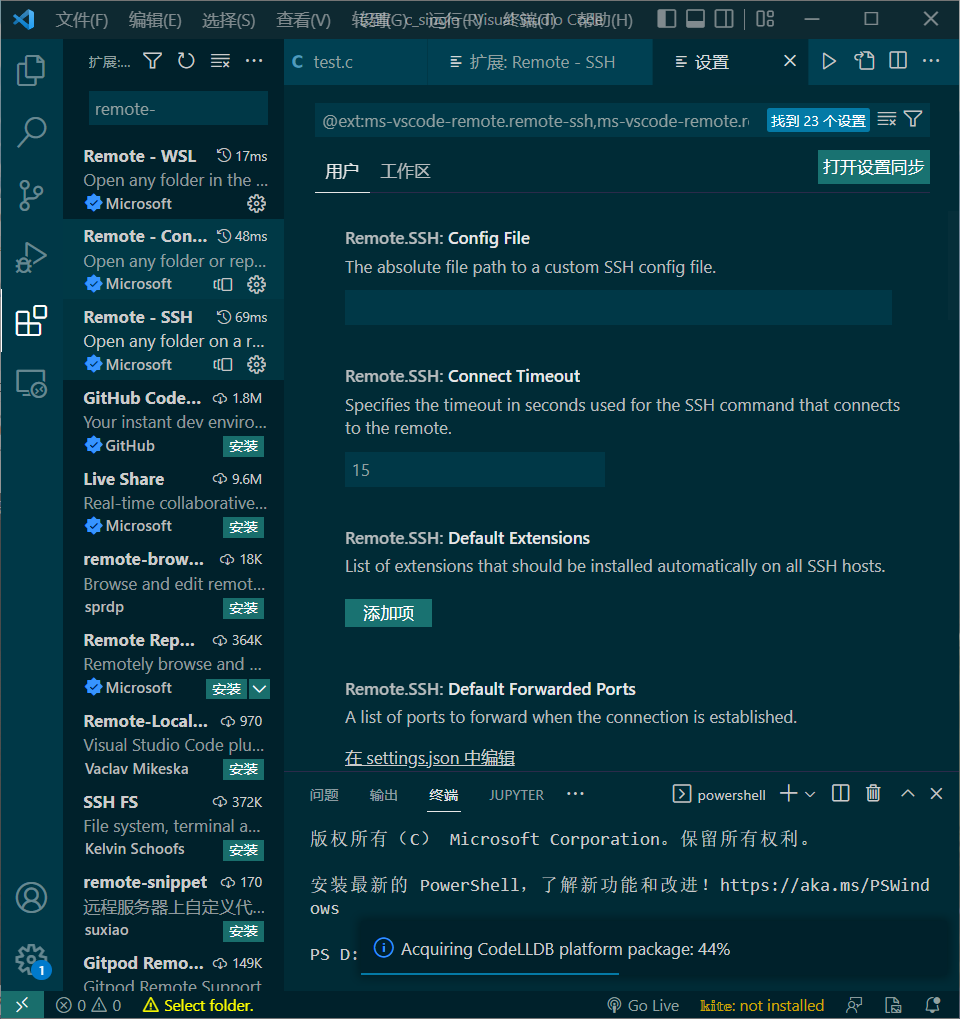 文件(F) 编辑(E) 选择(S) 查看(V) 转到(G) 运行(R) 终端(T) 帮助(H)
扩展:...
test.c
扩展: Remote - SSH
设置
remote-
Remote - WSL 17ms
Open any folder in the ...
Microsoft
Remote - Con... 48ms
Open any folder or rep...
Microsoft
Remote - SSH 69ms
Open any folder on a r...
Microsoft
GitHub Code... 1.8M
Your instant dev enviro...
GitHub 安装
Live Share 9.6M
Real-time collaborative...
Microsoft 安装
remote-brow... 18K
Browse and edit remot...
sprdp 安装
Remote Rep... 364K
Remotely browse and ...
Microsoft 安装
Remote-Local... 970
Visual Studio Code plu...
Vaclav Mikeska 安装
SSH FS 372K
File system, terminal a...
Kelvin Schoofs 安装
remote-snippet 170
远程服务器上自定义代...
suxiao 安装
Gitpod Remo... 149K
Gitpod Remote Support
@ext:ms-vscode-remote.remote-ssh,ms-vscode-remote.r
找到 23 个设置
用户 工作区
打开设置同步
Remote.SSH: Config File
The absolute file path to a custom SSH config file.
Remote.SSH: Connect Timeout
Specifies the timeout in seconds used for the SSH command that connects
to the remote.
15
Remote.SSH: Default Extensions
List of extensions that should be installed automatically on all SSH hosts.
添加项
Remote.SSH: Default Forwarded Ports
A list of ports to forward when the connection is established.
在 settings.json 中编辑
问题 输出 终端 JUPYTER ···
powershell
版权所有（C） Microsoft Corporation。保留所有权利。
安装最新的 PowerShell，了解新功能和改进！https://aka.ms/PSWind
ows
PS D:
Acquiring CodeLLDB platform package: 44%
1
0 0 Select folder.
Go Live kite: not installed